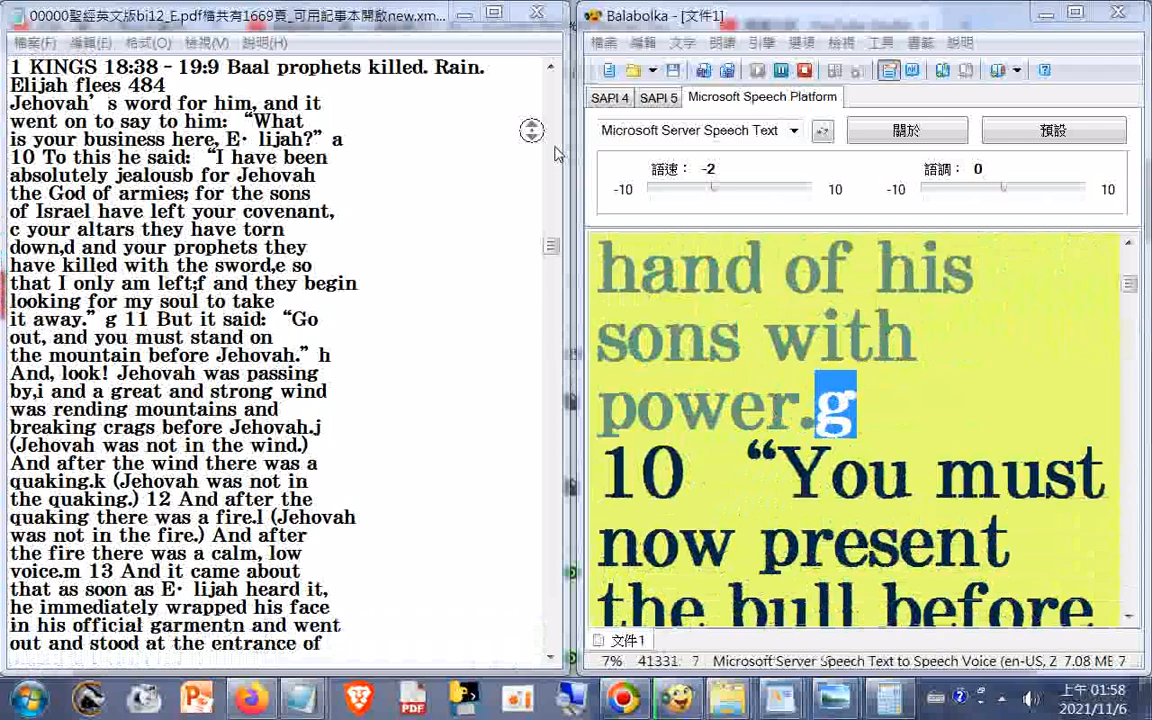 00000聖經英文版bi12_E.pdf檔共有1669頁_可用記事本開啟new.xm...
檔案(F) 編輯(E) 格式(O) 檢視(V) 說明(H)
1 KINGS 18:38 - 19:9 Baal prophets killed. Rain.
Elijah flees 484
Jehovah’s word for him, and it
went on to say to him: “What
is your business here, E·lijah?” a
10 To this he said: “I have been
absolutely jealousb for Jehovah
the God of armies; for the sons
of Israel have left your covenant,
c your altars they have torn
down,d and your prophets they
have killed with the sword,e so
that I only am left;f and they begin
looking for my soul to take
it away.” g 11 But it said: “Go
out, and you must stand on
the mountain before Jehovah.” h
And, look! Jehovah was passing
by,i and a great and strong wind
was rending mountains and
breaking crags before Jehovah.j
(Jehovah was not in the wind.)
And after the wind there was a
quaking.k (Jehovah was not in
the quaking.) 12 And after the
quaking there was a fire.l (Jehovah
was not in the fire.) And after
the fire there was a calm, low
voice.m 13 And it came about
that as soon as E·lijah heard it,
he immediately wrapped his face
in his official garmentn and went
out and stood at the entrance of
Balabolka - [文件1]
檔案 編輯 文字 朗讀 引擎 選項 檢視 工具 書籤 說明
SAPI 4 SAPI 5 Microsoft Speech Platform
Microsoft Server Speech Text 關於 預設
語速： -2 語調： 0
-10 10 -10 10
hand of his
sons with
power.g
10 “You must
now present
the bull before
文件1
7% 41331: 7 Microsoft Server Speech Text to Speech Voice (en-US, Z 7.08 ME 7
PDF
上午 01:58
2021/11/6